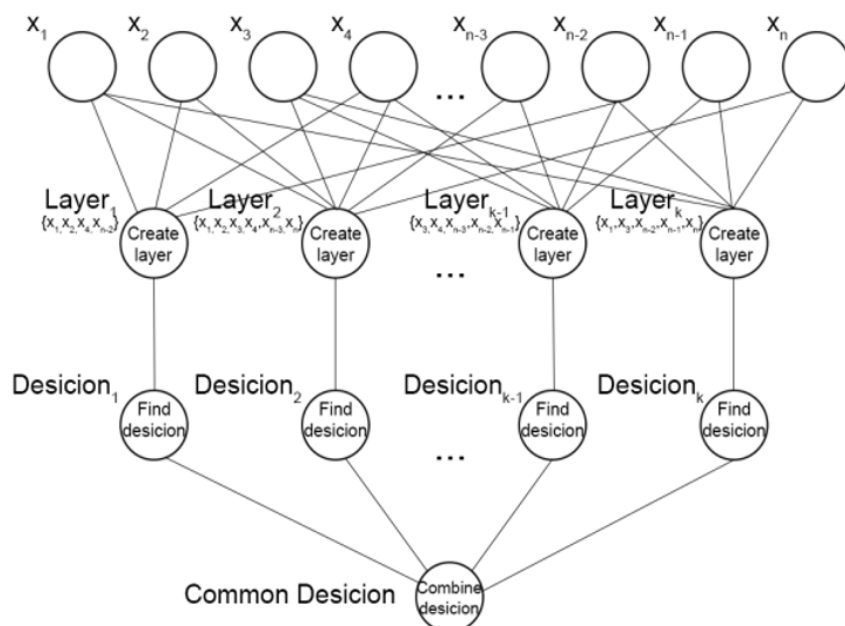 x₁ x₂ x₃ x₄ xₙ₋₃ xₙ₋₂ xₙ₋₁ xₙ
...
Layer₁ Layer² Layerᵏ⁻¹ Layerᵏ
{x₁,x₂,x₄,xₙ₋₂} {x₁,x₂,x₃,x₄,xₙ₋₃,xₙ} {x₃,x₄,xₙ₋₃,xₙ₋₂,xₙ₋₁} {x₁,x₃,xₙ₋₂,xₙ₋₁,xₙ}
Create Create Create Create
layer layer layer layer
...
Desicion₁ Desicion₂ Desicionₖ₋₁ Desicionₖ
Find Find Find Find
desicion desicion desicion desicion
...
Common Desicion
Combine
desicion